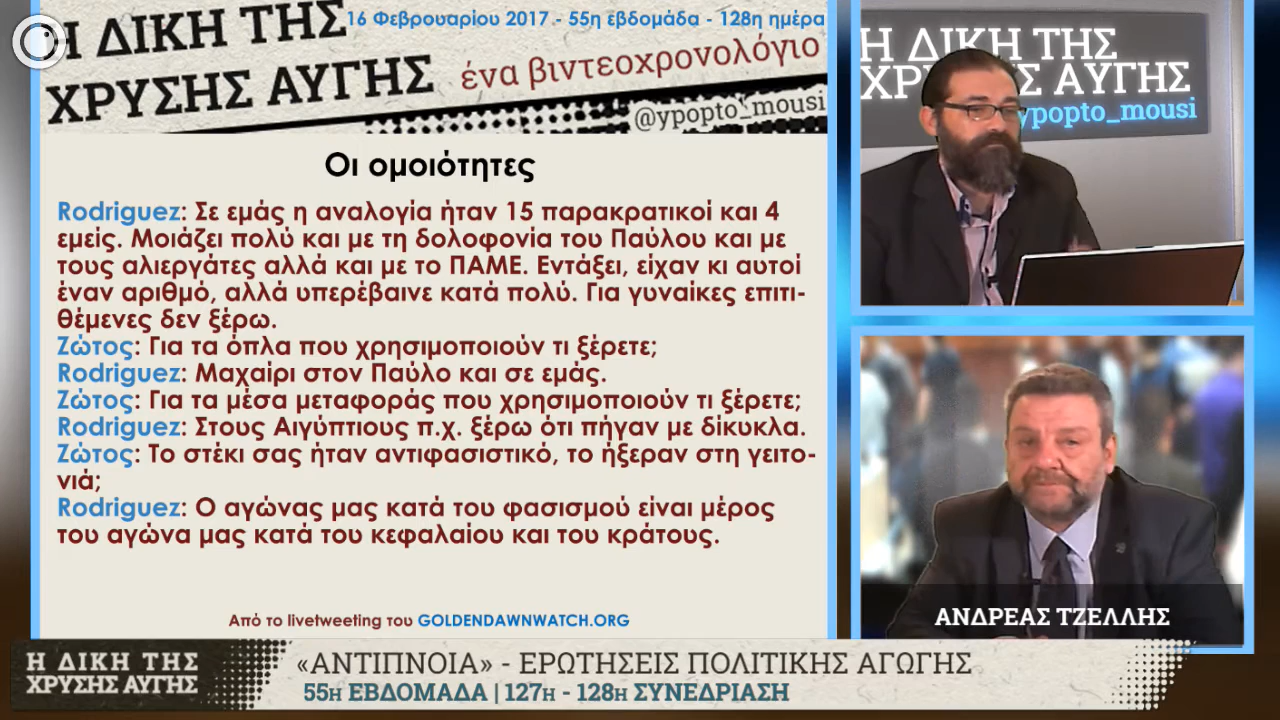 Η ΔΙΚΗ ΤΗΣ
16 Φεβρουαρίου 2017 - 55η εβδομάδα - 128η ημέρα
ΧΡΥΣΗΣ ΑΥΓΗΣ ένα βιντεοχρονολόγιο
@ypopto_mousi
Οι ομοιότητες
Rodriguez: Σε εμάς η αναλογία ήταν 15 παρακρατικοί και 4
εμείς. Μοιάζει πολύ και με τη δολοφονία του Παύλου και με
τους αλιεργάτες αλλά και με το ΠΑΜΕ. Εντάξει, είχαν κι αυτοί
έναν αριθμό, αλλά υπερέβαινε κατά πολύ. Για γυναίκες επιτι-
θέμενες δεν ξέρω.
Ζώτος: Για τα όπλα που χρησιμοποιούν τι ξέρετε;
Rodriguez: Μαχαίρι στον Παύλο και σε εμάς.
Ζώτος: Για τα μέσα μεταφοράς που χρησιμοποιούν τι ξέρετε;
Rodriguez: Στους Αιγύπτιους π.χ. ξέρω ότι πήγαν με δίκυκλα.
Ζώτος: Το στέκι σας ήταν αντιφασιστικό, το ήξεραν στη γειτο-
νιά;
Rodriguez: Ο αγώνας μας κατά του φασισμού είναι μέρος
του αγώνα μας κατά του κεφαλαίου και του κράτους.
Από το livetweeting του GOLDENDAWNWATCH.ORG
Η ΔΙΚΗ ΤΗΣ
ΧΡΥΣΗΣ ΑΥΓΗΣ
ypopto_mousi
ΑΝΔΡΕΑΣ ΤΖΕΛΛΗΣ
Η ΔΙΚΗ ΤΗΣ
ΧΡΥΣΗΣ ΑΥΓΗΣ
«ΑΝΤΙΠΝΟΙΑ» - ΕΡΩΤΗΣΕΙΣ ΠΟΛΙΤΙΚΗΣ ΑΓΩΓΗΣ
55Η ΕΒΔΟΜΑΔΑ | 127Η - 128Η ΣΥΝΕΔΡΙΑΣΗ